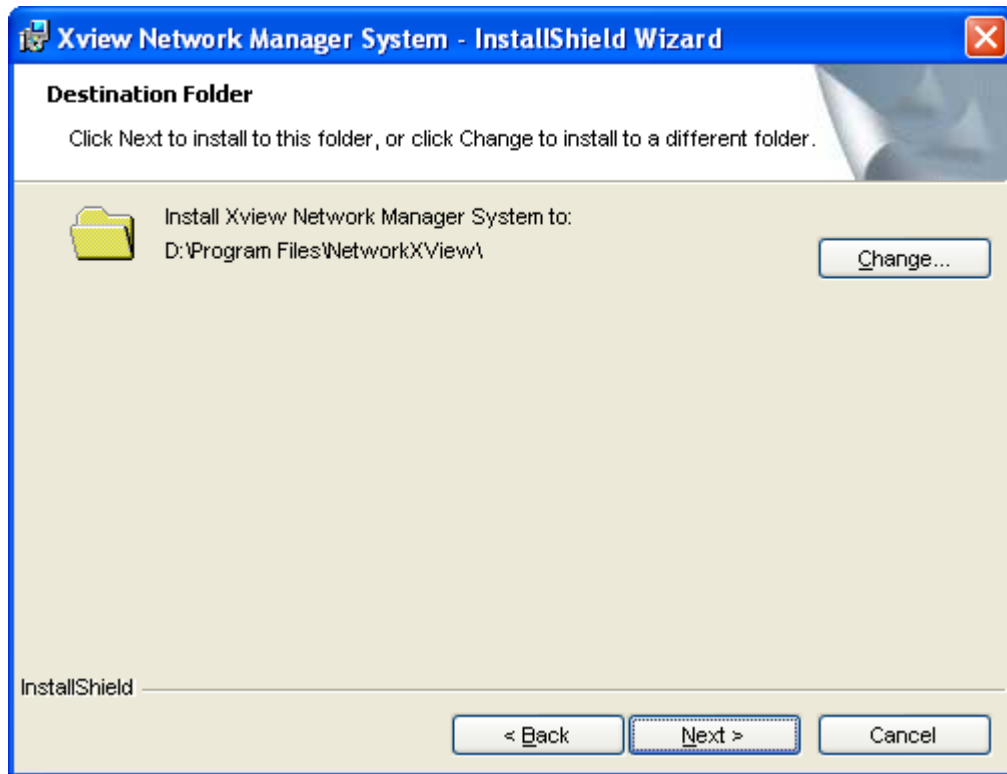 Xview Network Manager System - InstallShield Wizard
Destination Folder
Click Next to install to this folder, or click Change to install to a different folder.
Install Xview Network Manager System to:
D:\Program Files\NetworkXView\
Change...
InstallShield
< Back
Next >
Cancel